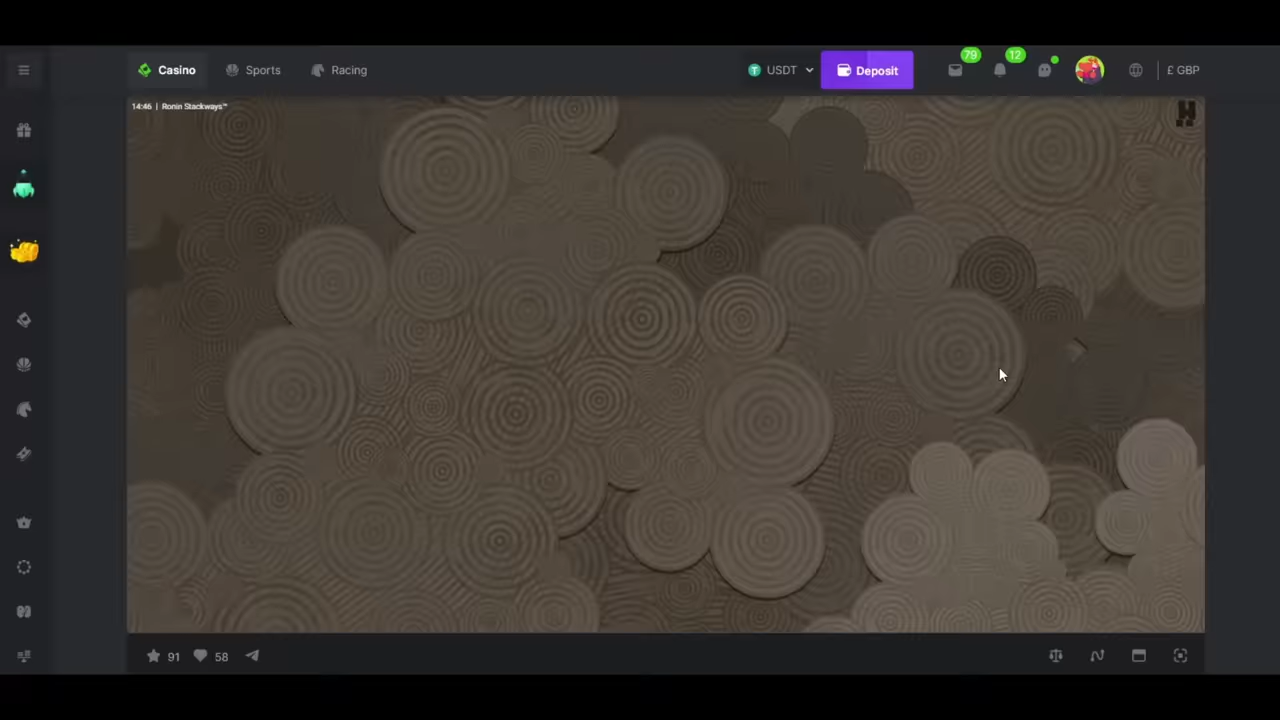 Casino
Sports
Racing
USDT
Deposit
79
12
£ GBP
14:46 | Ronin Stackways™
91
58